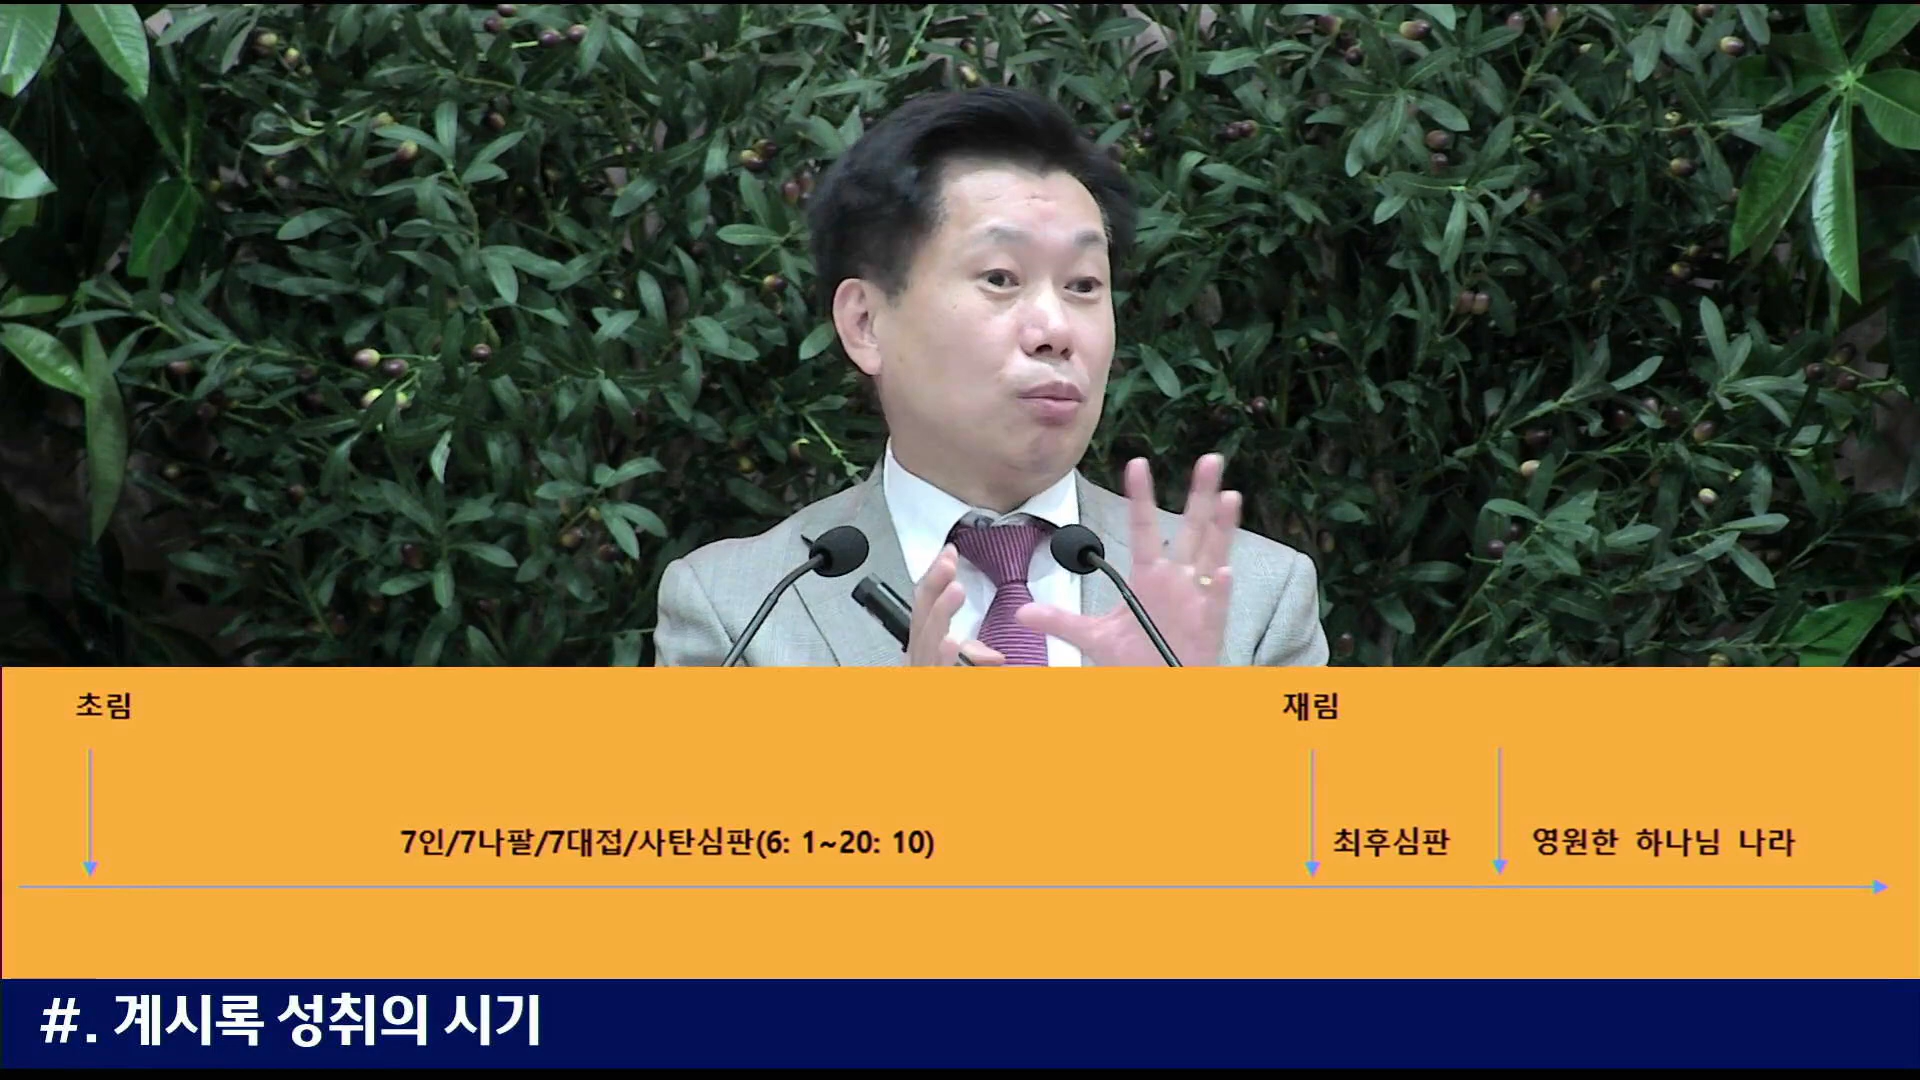 초림
재림
7인/7나팔/7대접/사탄심판(6: 1~20: 10)
최후심판
영원한 하나님 나라
#. 계시록 성취의 시기